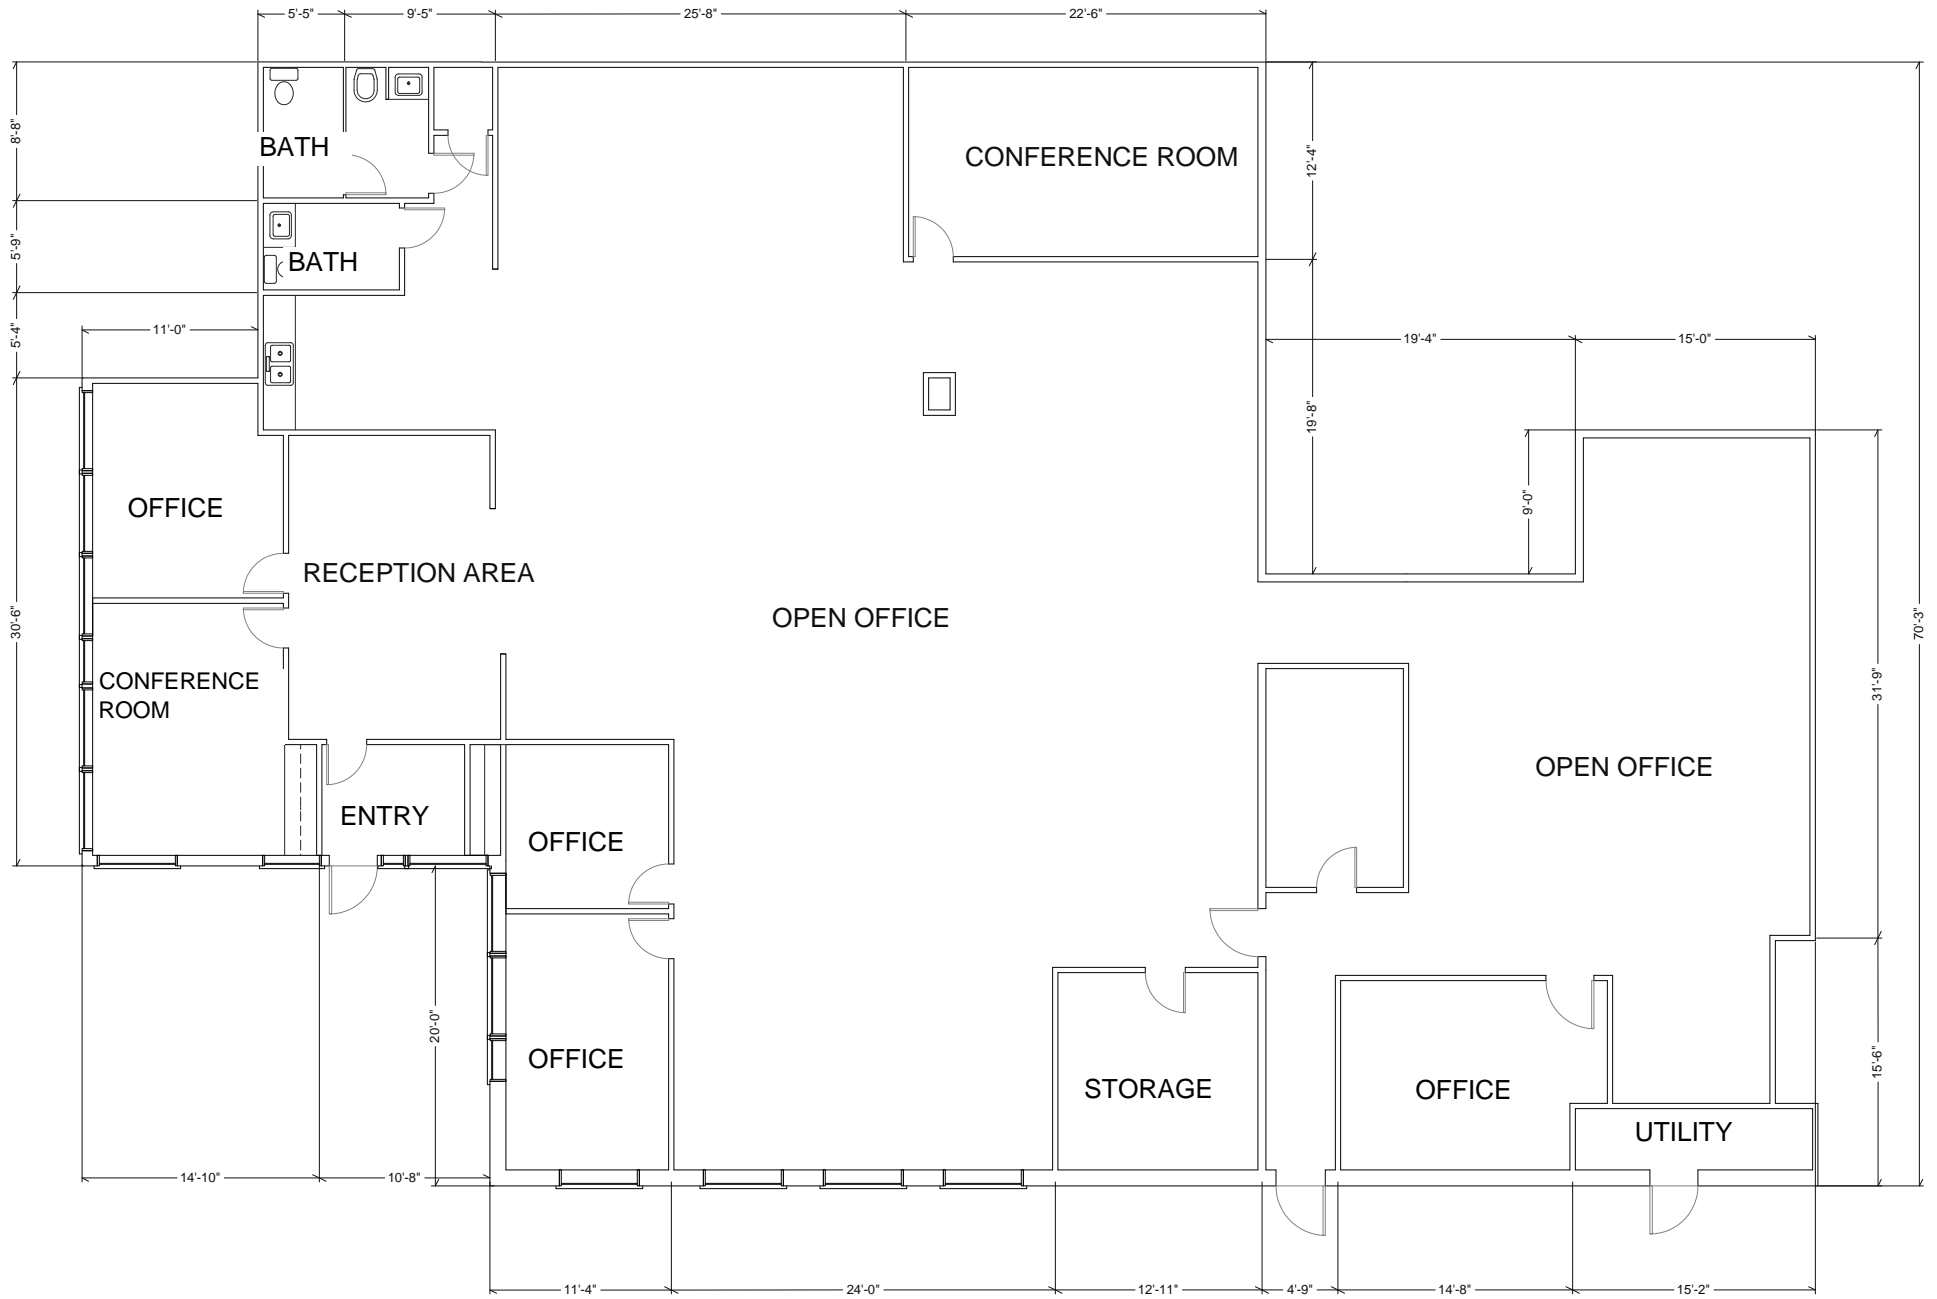 5'-5" 9'-5" 25'-8" 22'-6"
8'-8"
BATH
CONFERENCE ROOM
12'-4"
5'-9"
BATH
5'-4"
11'-0"
19'-4" 15'-0"
19'-8"
9'-0"
OFFICE
RECEPTION AREA
OPEN OFFICE
30'-6"
70'-3"
CONFERENCE
ROOM
31'-9"
OPEN OFFICE
ENTRY
OFFICE
20'-0"
OFFICE
STORAGE
OFFICE
15'-6"
UTILITY
14'-10" 10'-8"
11'-4" 24'-0" 12'-11" 4'-9" 14'-8" 15'-2"